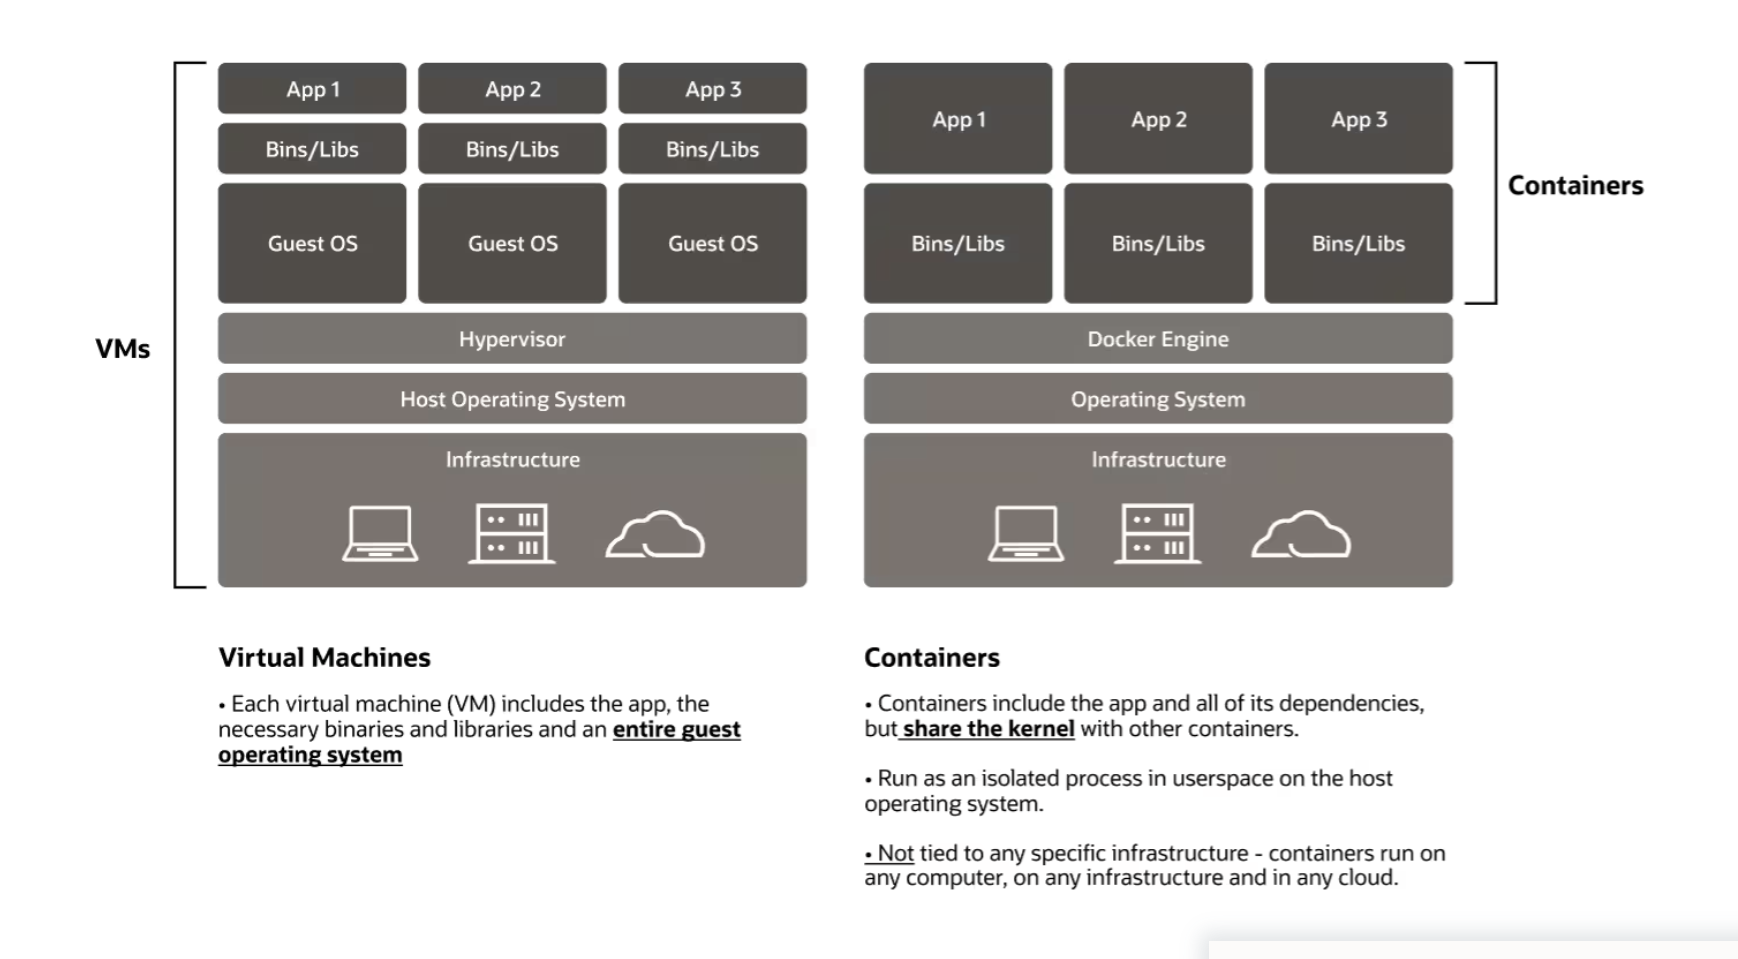 App 1
App 2
App 3
Bins/Libs
Bins/Libs
Bins/Libs
Guest OS
Guest OS
Guest OS
Hypervisor
Host Operating System
Infrastructure
VMs
App 1
App 2
App 3
Bins/Libs
Bins/Libs
Bins/Libs
Docker Engine
Operating System
Infrastructure
Containers
Virtual Machines
• Each virtual machine (VM) includes the app, the
necessary binaries and libraries and an entire guest
operating system
Containers
• Containers include the app and all of its dependencies,
but share the kernel with other containers.
• Run as an isolated process in userspace on the host
operating system.
• Not tied to any specific infrastructure - containers run on
any computer, on any infrastructure and in any cloud.